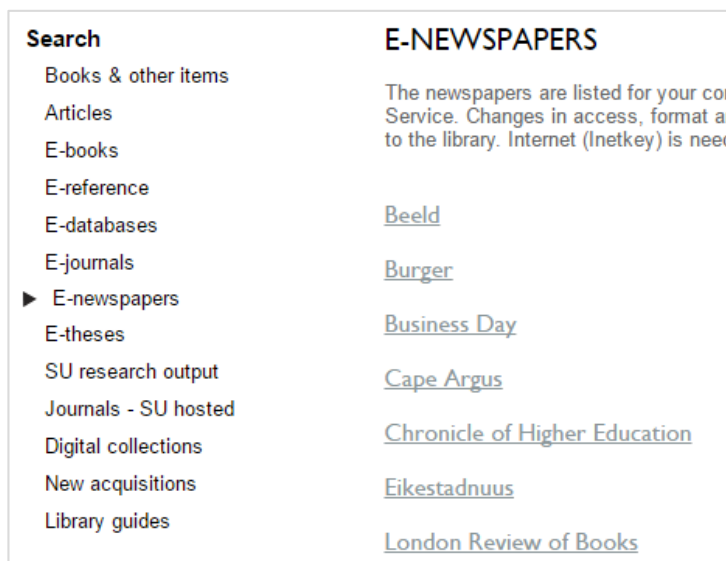 Search
Books & other items
Articles
E-books
E-reference
E-databases
E-journals
E-newspapers
E-theses
SU research output
Journals - SU hosted
Digital collections
New acquisitions
Library guides
E-NEWSPAPERS
The newspapers are listed for your
Service. Changes in access, format
to the library. Internet (Inetkey) is
Beeld
Burger
Business Day
Cape Argus
Chronicle of Higher Education
Eikestadnuus
London Review of Books